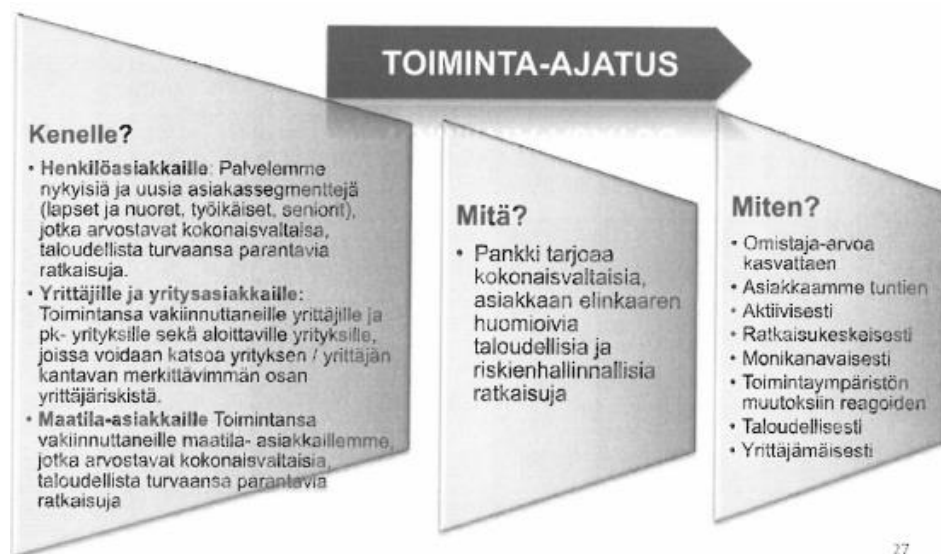 TOIMINTA-AJATUS
Kenelle?
• Henkilöasiakkaille: Palvelemme
nykyisiä ja uusia asiakassegmenttejä
(lapset ja nuoret, työikäiset, seniorit),
jotka arvostavat kokonaisvaltaisa,
taloudellista turvaansa parantavia
ratkaisuja.
• Yrittäjille ja yritysasiakkaille:
Toimintansa vakiinnuttaneille yrittäjille ja
pk- yrityksille sekä aloittaville yrityksille,
joissa voidaan katsoa yrityksen / yrittäjän
kantavan merkittävimmän osan
yrittäjäriskistä.
• Maatila-asiakkaille Toimintansa
vakiinnuttaneille maatila- asiakkaillemme,
jotka arvostavat kokonaisvaltaisia,
taloudellista turvaansa parantavia
ratkaisuja
Mitä?
• Pankki tarjoaa
kokonaisvaltaisia,
asiakkaan elinkaaren
huomioivia
taloudellisia ja
riskienhallinnallisia
ratkaisuja
Miten?
• Omistaja-arvoa
kasvattaen
• Asiakkaamme tuntien
• Aktiivisesti
• Ratkaisukeskeisesti
• Monikanavaisesti
• Toimintaympäristön
muutoksiin reagoiden
• Taloudellisesti
• Yrittäjämäisesti
27